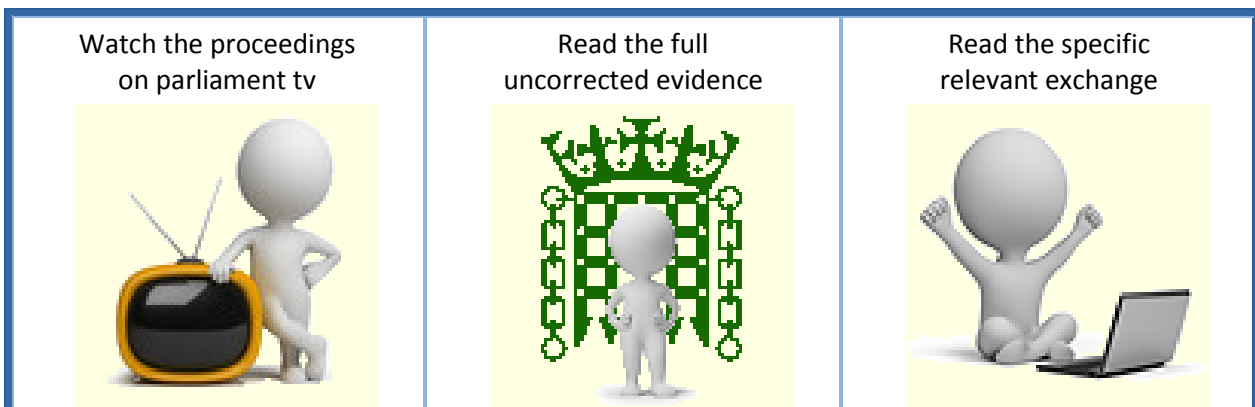 Watch the proceedings
on parliament tv
Read the full
uncorrected evidence
Read the specific
relevant exchange